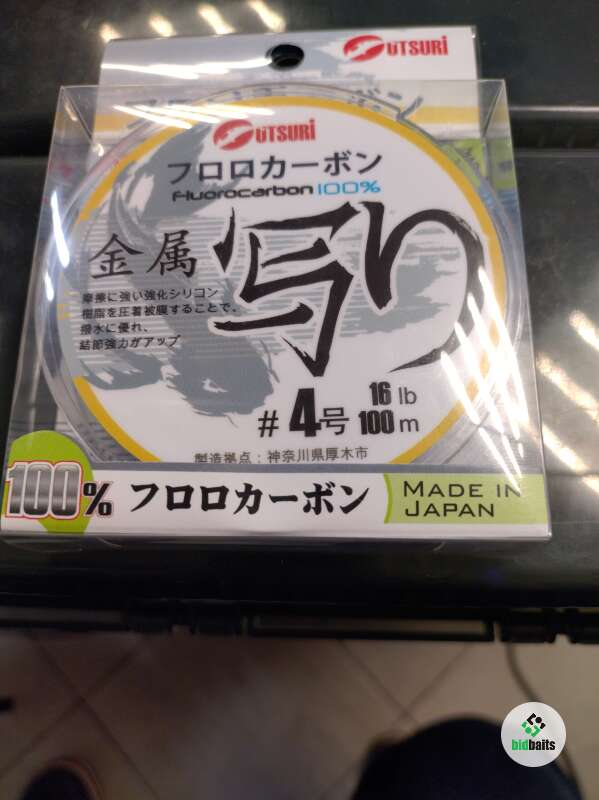 UTSURi
UTSURi
フロロカーボン
Fluorocarbon 100%
金属
写り
摩擦に強い強化シリコン
樹脂を圧着被膜することで、
撥水に優れ、
結節強力がアップ
#4号 16 lb 100 m
製造拠点：神奈川県厚木市
100% フロロカーボン
MADE IN
JAPAN
bidbaits